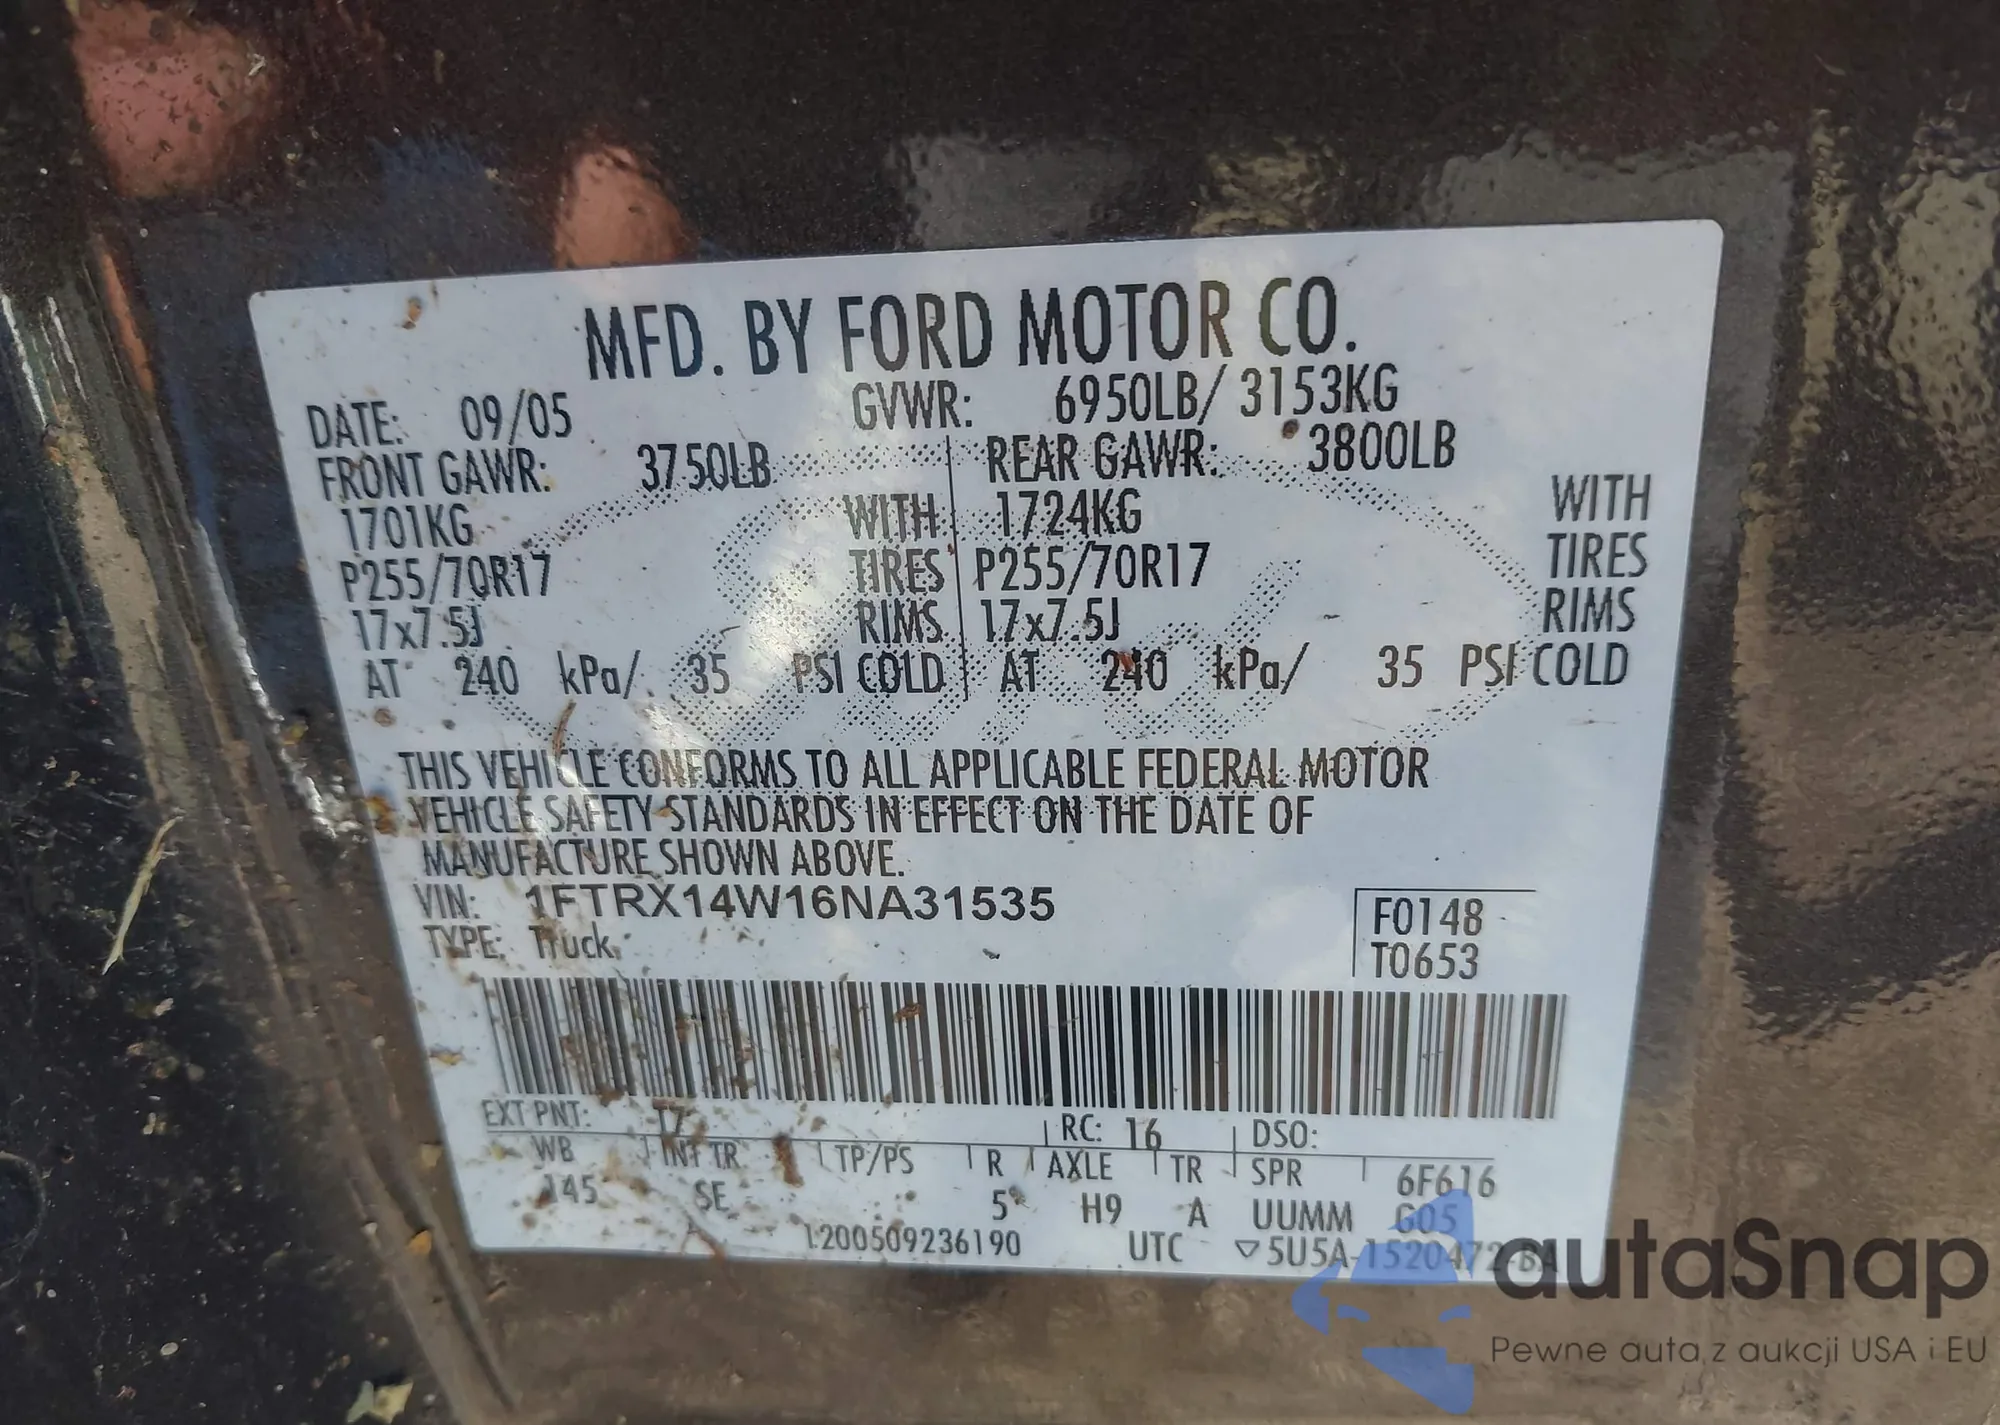 MFD. BY FORD MOTOR CO.
DATE: 09/05 GVWR: 6950LB/ 3153KG
FRONT GAWR: 3750LB REAR GAWR: 3800LB
1701KG WITH 1724KG WITH
P255/70R17 TIRES P255/70R17 TIRES
17x7.5J RIMS 17x7.5J RIMS
AT 240 kPa/ 35 PSI COLD AT 240 kPa/ 35 PSI COLD
THIS VEHICLE CONFORMS TO ALL APPLICABLE FEDERAL MOTOR
VEHICLE SAFETY STANDARDS IN EFFECT ON THE DATE OF
MANUFACTURE SHOWN ABOVE.
VIN: 1FTRX14W16NA31535
TYPE: Truck
F0148
T0653
EXT PNT: T7 RC: 16 DSO:
WB INT TR TP/PS R AXLE TR SPR 6F616
145 SE 5 H9 A UUMM G05
1200509236190 UTC ▽5U5A-1520472-BA
autaSnap
Pewne auta z aukcji USA i EU